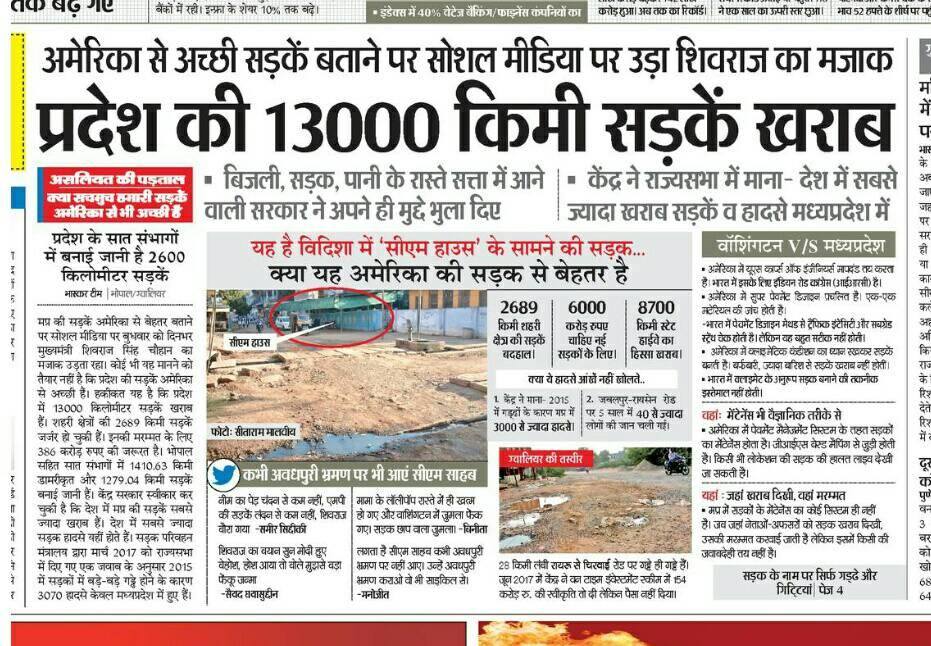 तक बढ़ गए
बैंकों में रही। इन्फ्रा के शेयर 10% तक बढ़े।
▪ इंडेक्स में 40% वेटेज बैंकिंग/फाइनेंस कंपनियों का
करोड़ हुआ। अब तक का रिकॉर्ड।
ने एक साल का उच्च स्तर छुआ।
भाव 52 हफ्ते के शीर्ष पर
अमेरिका से अच्छी सड़कें बताने पर सोशल मीडिया पर उड़ा शिवराज का मजाक
प्रदेश की 13000 किमी सड़कें खराब
असलियत की पड़ताल
क्या सचमुच हमारी सड़कें
अमेरिका से भी अच्छी हैं
▪ बिजली, सड़क, पानी के रास्ते सत्ता में आने
वाली सरकार ने अपने ही मुद्दे भुला दिए
▪ केंद्र ने राज्यसभा में माना- देश में सबसे
ज्यादा खराब सड़कें व हादसे मध्यप्रदेश में
प्रदेश के सात संभागों
में बनाई जानी है 2600
किलोमीटर सड़कें
भास्कर टीम | भोपाल/ग्वालियर
मप्र की सड़कें अमेरिका से बेहतर बताने
पर सोशल मीडिया पर बुधवार को दिनभर
मुख्यमंत्री शिवराज सिंह चौहान का
मजाक उड़ता रहा। कोई भी यह मानने को
तैयार नहीं है कि प्रदेश की सड़कें अमेरिका
से अच्छी हैं। हकीकत यह है कि प्रदेश
में 13000 किलोमीटर सड़कें खराब
हैं। शहरी क्षेत्रों की 2689 किमी सड़कें
जर्जर हो चुकी हैं। इनकी मरम्मत के लिए
386 करोड़ रुपए की जरूरत है। भोपाल
सहित सात संभागों में 1410.63 किमी
डामरीकृत और 1279.04 किमी सड़कें
बनाई जानी हैं। केंद्र सरकार स्वीकार कर
चुकी है कि देश में मप्र की सड़कें सबसे
ज्यादा खराब हैं। देश में सबसे ज्यादा
सड़क हादसे यहीं होते हैं। सड़क परिवहन
मंत्रालय द्वारा मार्च 2017 को राज्यसभा
में दिए गए एक जवाब के अनुसार 2015
में सड़कों में बड़े-बड़े गड्ढे होने के कारण
3070 हादसे केवल मध्यप्रदेश में हुए हैं।
यह है विदिशा में 'सीएम हाउस' के सामने की सड़क...
क्या यह अमेरिका की सड़क से बेहतर है
सीएम हाउस
फोटो: सीताराम मालवीय
2689
किमी शहरी
क्षेत्र की सड़कें
बदहाल।
6000
करोड़ रुपए
चाहिए नई
सड़कों के लिए।
8700
किमी स्टेट
हाईवे का
हिस्सा खराब।
क्या ये हादसे आंखें नहीं खोलते..
1. केंद्र ने माना- 2015
में गड्ढों के कारण मप्र में
3000 से ज्यादा हादसे।
2. जबलपुर-रायसेन रोड
पर 5 साल में 40 से ज्यादा
लोगों की जान चली गई।
कभी अवधपुरी भ्रमण पर भी आएं सीएम साहब
नीम का पेड़ चंदन से कम नहीं, एमपी
की सड़कें लंदन से कम नहीं, शिवराज
बौरा गया -समीर सिद्दीकी
शिवराज का बयान सुन मोदी हुए
बेहोश, होश आया तो बोले मुझसे बड़ा
फेंकू जन्मा
-सैयद ग्यासुद्दीन
मामा के लॉलीपॉप रास्ते में ही खत्म
हो गए और वाशिंगटन में जुमला फेंक
गए। सड़क छाप वाला जुमला। -बिनीता
लगता है सीएम साहब कभी अवधपुरी
भ्रमण पर नहीं आए। उन्हें अवधपुरी
भ्रमण कराओ वो भी साइकिल से।
-मनोजीत
ग्वालियर की तस्वीर
28 किमी लंबी रायरू से चिरवाई रोड पर गड्ढे ही गड्ढे हैं।
जून 2017 में केंद्र ने वन टाइम इंवेस्टमेंट स्कीम में 154
करोड़ रु. की स्वीकृति तो दी लेकिन पैसा नहीं दिया।
वॉशिंगटन V/S मध्यप्रदेश
▪ अमेरिका में यूएस कार्प्स ऑफ इंजीनियर्स मापदंड तय करता
है। भारत में इसके लिए इंडियन रोड कांग्रेस (आईआरसी) है।
▪ अमेरिका में सुपर पेवमेंट डिजाइन प्रचलित है। एक-एक
मटेरियल की जांच होती है।
-भारत में पेवमेंट डिजाइन मेथड से ट्रैफिक इंटेंसिटी और सबग्रेड
स्ट्रेंथ देखी है। लेकिन यह बहुत सटीक नहीं होती।
▪ अमेरिका में क्लाइमेटिक कंडीशन का ध्यान रखकर सड़कें
बनती है। बर्फबारी, ज्यादा बारिश से सड़कें खराब नहीं होती।
▪ भारत में क्लाइमेट के अनुरूप सड़क बनाने की तकनीक
इस्तेमाल नहीं होती।
वहां: मेंटेनेंस भी वैज्ञानिक तरीके से
▪ अमेरिका में पेवमेंट मैनेजमेंट सिस्टम के तहत सड़कों
का मेंटेनेंस होता है। जीआईएस बेस्ड मैपिंग से जुड़ी होती
है। किसी भी लोकेशन की सड़क की हालत लाइव देखी
जा सकती है।
यहां : जहां खराब दिखी, वहां मरम्मत
▪ मप्र में सड़कों के मेंटेनेंस का कोई सिस्टम ही नहीं
है। जब जहां नेताओं-अफसरों को सड़क खराब दिखी,
उसकी मरम्मत करवाई जाती है लेकिन इसमें किसी की
जवाबदेही तय नहीं है।
सड़क के नाम पर सिर्फ गड्ढे और
गिट्टियां| पेज 4